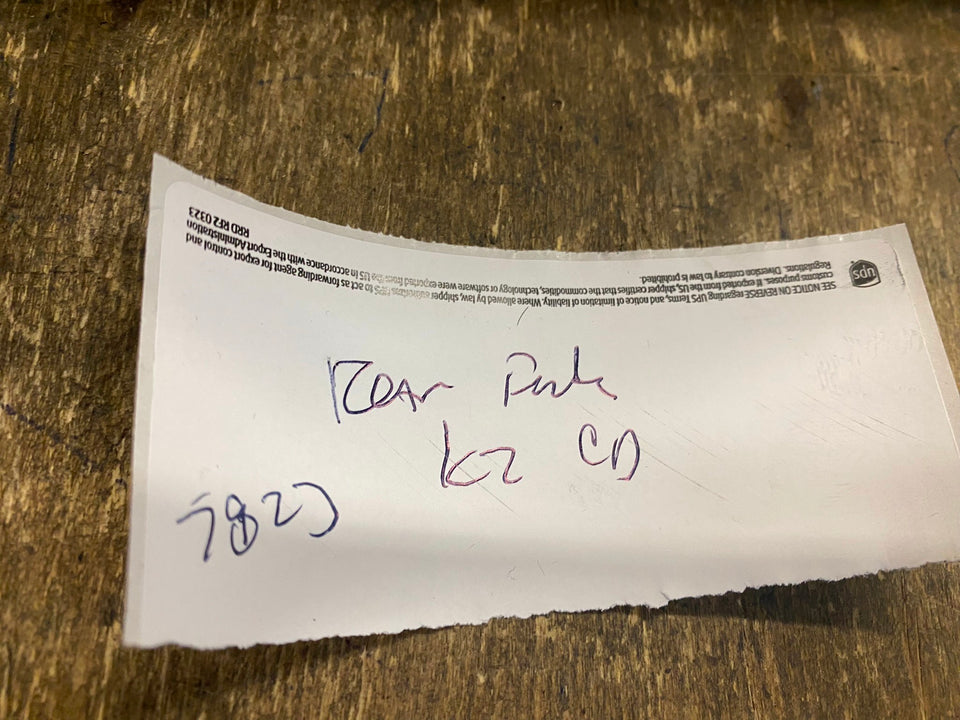 RRD RF2 0323
SEE NOTICE ON REVERSE regarding UPS Terms, and notice of limitation of liability. Where allowed by law, shipper authorizes UPS to act as forwarding agent for export control and
customs purposes. If exported from the US, shipper certifies that the commodities, technology or software were exported from the US in accordance with the Export Administration
Regulations. Diversion contrary to law is prohibited.
ups
Rear
K2 CD
7823